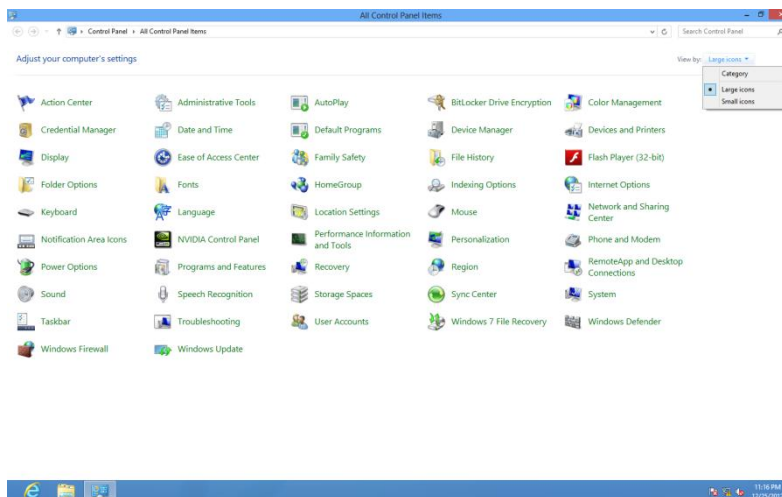 All Control Panel Items
Control Panel All Control Panel Items Search Control Panel
Adjust your computer's settings View by: Large icons
Category
Large icons
Small icons
Action Center Administrative Tools AutoPlay BitLocker Drive Encryption Color Management
Credential Manager Date and Time Default Programs Device Manager Devices and Printers
Display Ease of Access Center Family Safety File History Flash Player (32-bit)
Folder Options Fonts HomeGroup Indexing Options Internet Options
Keyboard Language Location Settings Mouse Network and Sharing Center
Notification Area Icons NVIDIA Control Panel Performance Information and Tools Personalization Phone and Modem
Power Options Programs and Features Recovery Region RemoteApp and Desktop Connections
Sound Speech Recognition Storage Spaces Sync Center System
Taskbar Troubleshooting User Accounts Windows 7 File Recovery Windows Defender
Windows Firewall Windows Update
11:16 PM